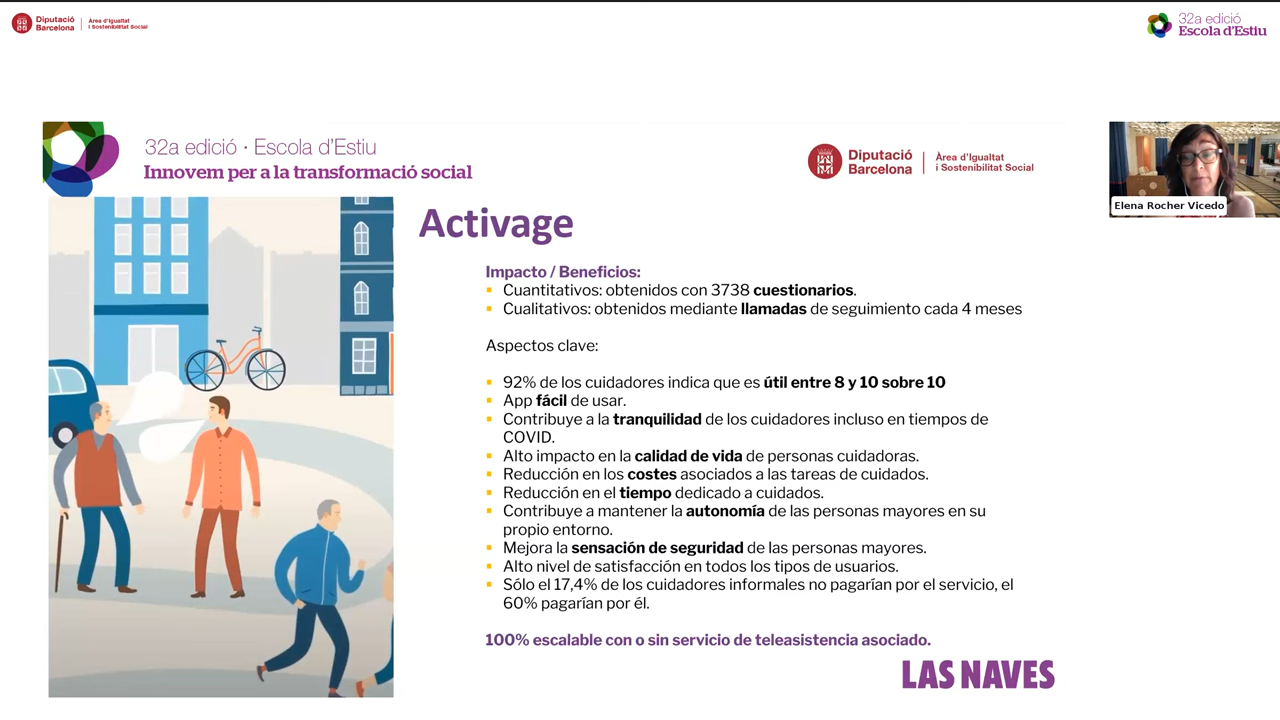 Diputació
Barcelona
Àrea d'Igualtat
i Sostenibilitat Social
32a edició
Escola d'Estiu
32a edició · Escola d'Estiu
Innovem per a la transformació social
Diputació
Barcelona
Àrea d'Igualtat
i Sostenibilitat Social
Elena Rocher Vicedo
Activage
Impacto / Beneficios:
▪ Cuantitativos: obtenidos con 3738 cuestionarios.
▪ Cualitativos: obtenidos mediante llamadas de seguimiento cada 4 meses
Aspectos clave:
▪ 92% de los cuidadores indica que es útil entre 8 y 10 sobre 10
▪ App fácil de usar.
▪ Contribuye a la tranquilidad de los cuidadores incluso en tiempos de
COVID.
▪ Alto impacto en la calidad de vida de personas cuidadoras.
▪ Reducción en los costes asociados a las tareas de cuidados.
▪ Reducción en el tiempo dedicado a cuidados.
▪ Contribuye a mantener la autonomía de las personas mayores en su
propio entorno.
▪ Mejora la sensación de seguridad de las personas mayores.
▪ Alto nivel de satisfacción en todos los tipos de usuarios.
▪ Sólo el 17,4% de los cuidadores informales no pagarían por el servicio, el
60% pagarían por él.
100% escalable con o sin servicio de teleasistencia asociado.
LAS NAVES